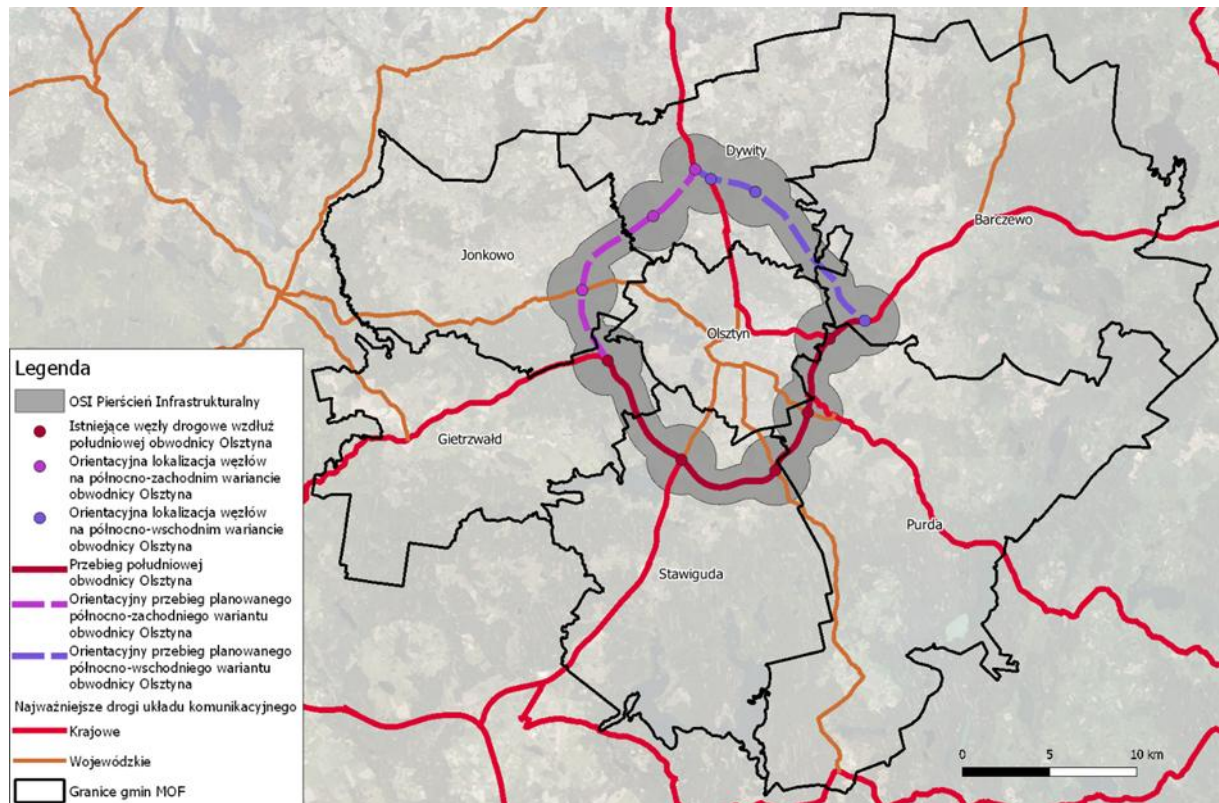 Dywity
Barczewo
Jonkowo
Olsztyn
Gietrzwałd
Purda
Stawiguda
Legenda
OSI Pierścień Infrastrukturalny
Istniejące węzły drogowe wzdłuż
południowej obwodnicy Olsztyna
Orientacyjna lokalizacja węzłów
na północno-zachodnim wariancie
obwodnicy Olsztyna
Orientacyjna lokalizacja węzłów
na północno-wschodnim wariancie
obwodnicy Olsztyna
Przebieg południowej
obwodnicy Olsztyna
Orientacyjny przebieg planowanego
północno-zachodniego wariantu
obwodnicy Olsztyna
Orientacyjny przebieg planowanego
północno-wschodniego wariantu
obwodnicy Olsztyna
Najważniejsze drogi układu komunikacyjnego
Krajowe
Wojewódzkie
Granice gmin MOF
0 5 10 km